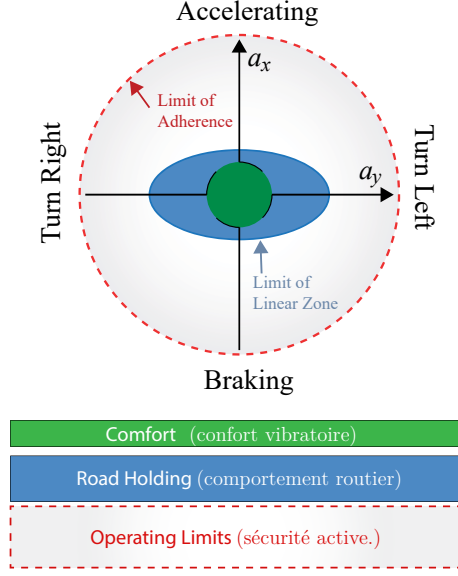 Accelerating
a_x
Limit of
Adherence
Turn Right
Turn Left
a_y
Limit of
Linear Zone
Braking
Comfort (confort vibratoire)
Road Holding (comportement routier)
Operating Limits (sécurité active.)